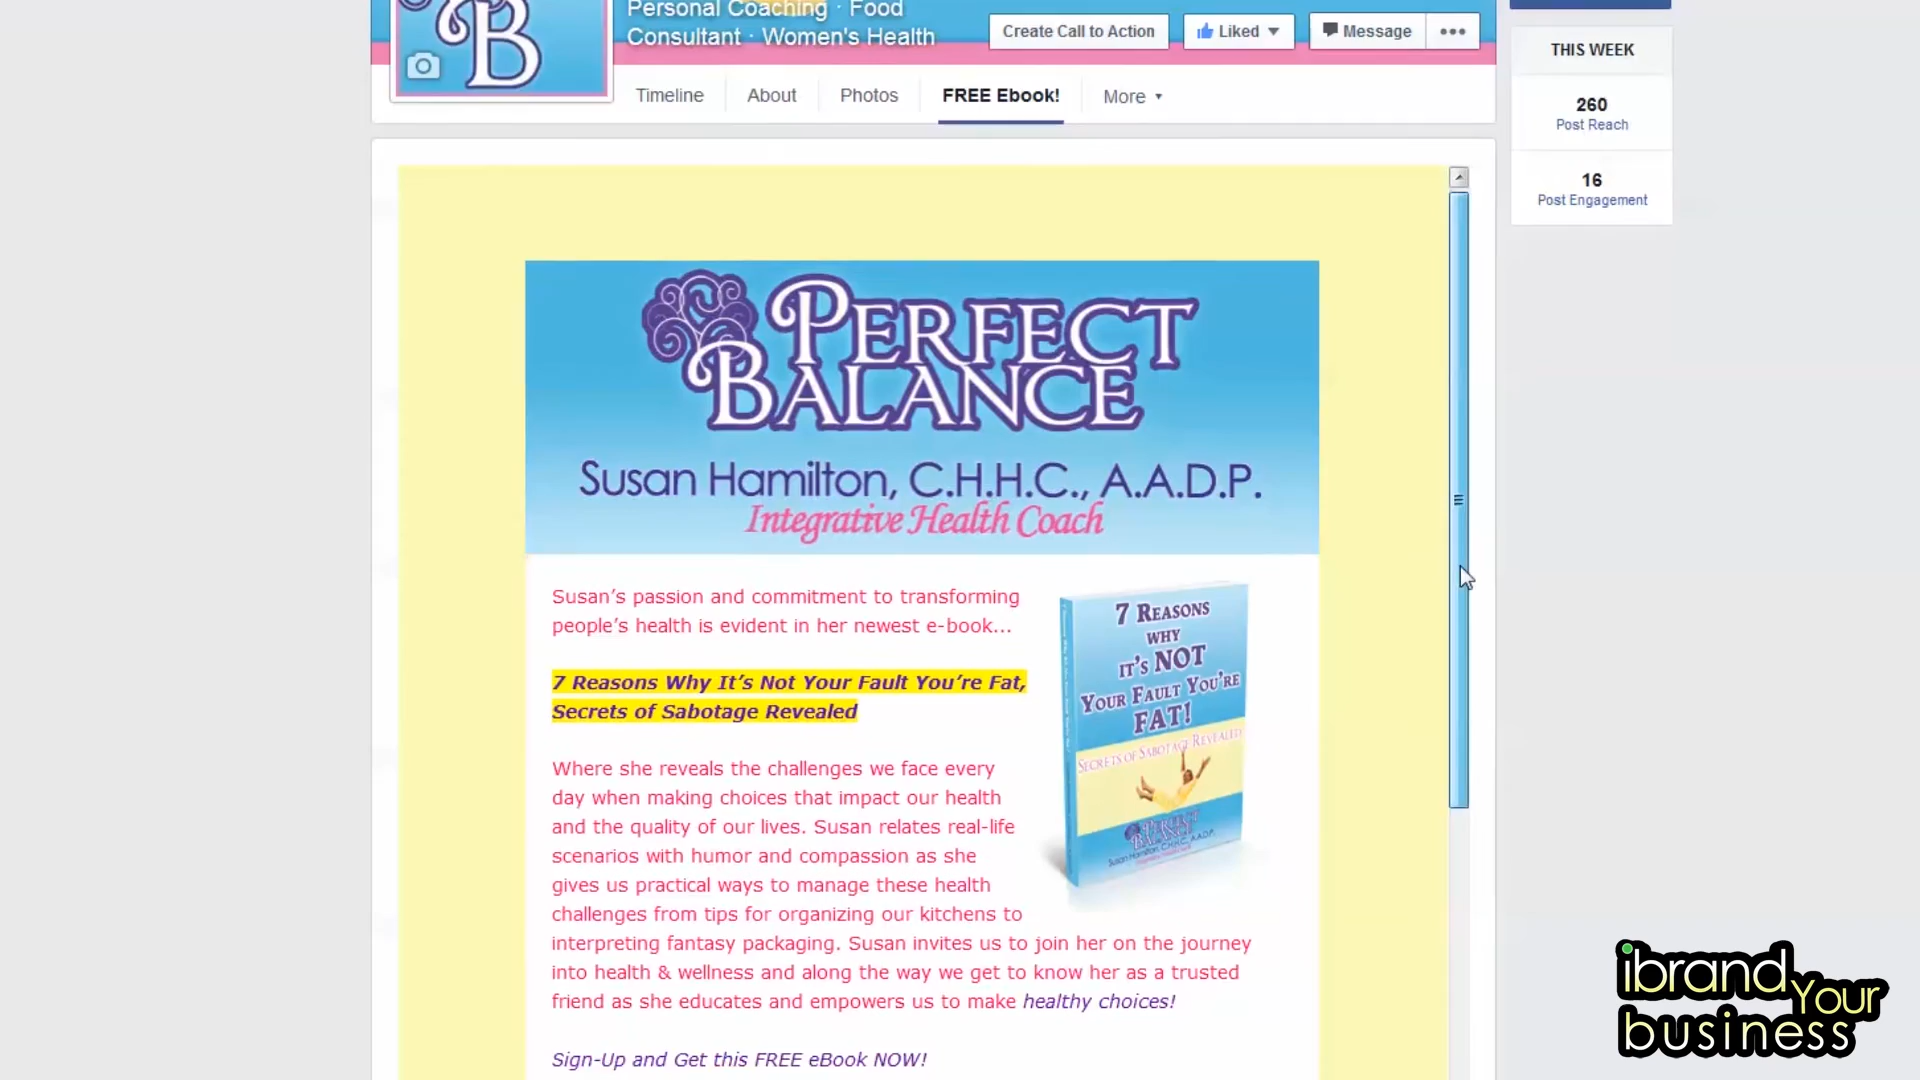 B
Personal Coaching · Food
Consultant · Women's Health
Create Call to Action
Liked
Message
Timeline
About
Photos
FREE Ebook!
More
THIS WEEK
260
Post Reach
16
Post Engagement
PERFECT
BALANCE
Susan Hamilton, C.H.H.C., A.A.D.P.
Integrative Health Coach
Susan’s passion and commitment to transforming
people’s health is evident in her newest e-book...
7 Reasons Why It’s Not Your Fault You’re Fat,
Secrets of Sabotage Revealed
Where she reveals the challenges we face every
day when making choices that impact our health
and the quality of our lives. Susan relates real-life
scenarios with humor and compassion as she
gives us practical ways to manage these health
challenges from tips for organizing our kitchens to
interpreting fantasy packaging. Susan invites us to join her on the journey
into health & wellness and along the way we get to know her as a trusted
friend as she educates and empowers us to make healthy choices!
Sign-Up and Get this FREE eBook NOW!
7 REASONS
WHY
IT'S NOT
YOUR FAULT YOU'RE
FAT!
SECRETS OF SABOTAGE REVEALED
PERFECT
BALANCE
Susan Hamilton, C.H.H.C., A.A.D.P.
ibrand
Your
business